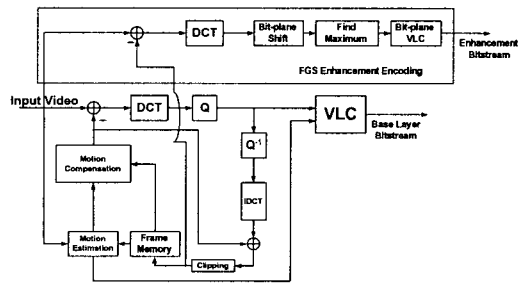 DCT
Bit-plane
Shift
Find
Maximum
Bit-plane
VLC
Enhancement
Bitstream
FGS Enhancement Encoding
Input Video
DCT
Q
VLC
Base Layer
Bitstream
Q⁻¹
Motion
Compensation
IDCT
Motion
Estimation
Frame
Memory
Clipping